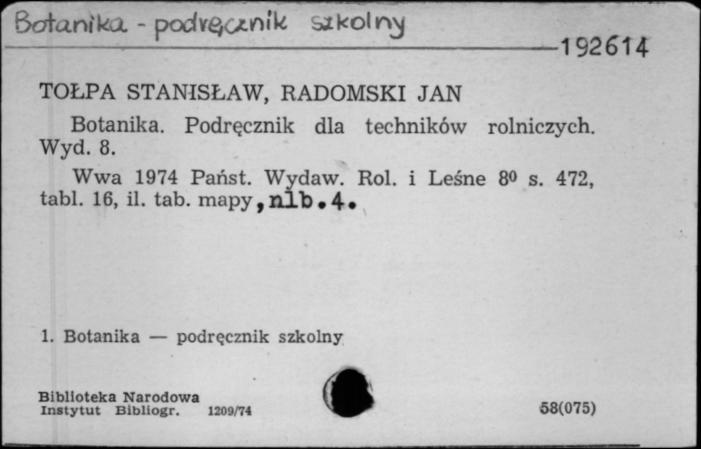 Botanika - podręcznik szkolny
192614
TOŁPA STANISŁAW, RADOMSKI JAN
Botanika. Podręcznik dla techników rolniczych.
Wyd. 8.
Wwa 1974 Państ. Wydaw. Rol. i Leśne 8⁰ s. 472,
tabl. 16, il. tab. mapy, nlb. 4.
1. Botanika — podręcznik szkolny
Biblioteka Narodowa
Instytut Bibliogr. 1209/74
58(075)